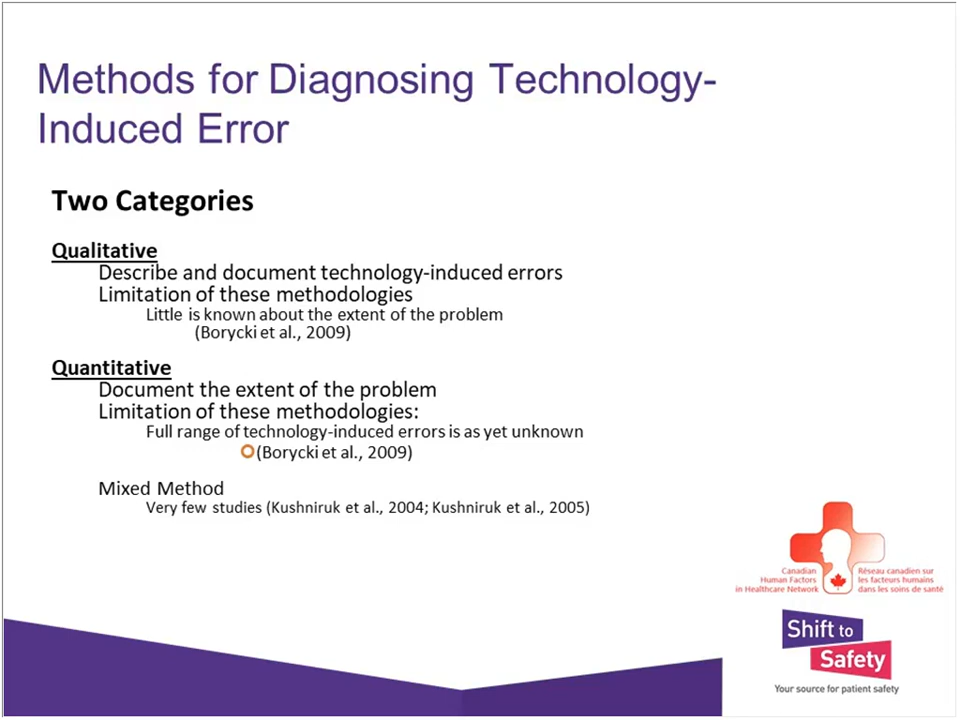 Methods for Diagnosing Technology-
Induced Error
Two Categories
Qualitative
Describe and document technology-induced errors
Limitation of these methodologies
Little is known about the extent of the problem
(Borycki et al., 2009)
Quantitative
Document the extent of the problem
Limitation of these methodologies:
Full range of technology-induced errors is as yet unknown
(Borycki et al., 2009)
Mixed Method
Very few studies (Kushniruk et al., 2004; Kushniruk et al., 2005)
Canadian
Human Factors
in Healthcare Network
Réseau canadien sur
les facteurs humains
dans les soins de santé
Shift to
Safety
Your source for patient safety